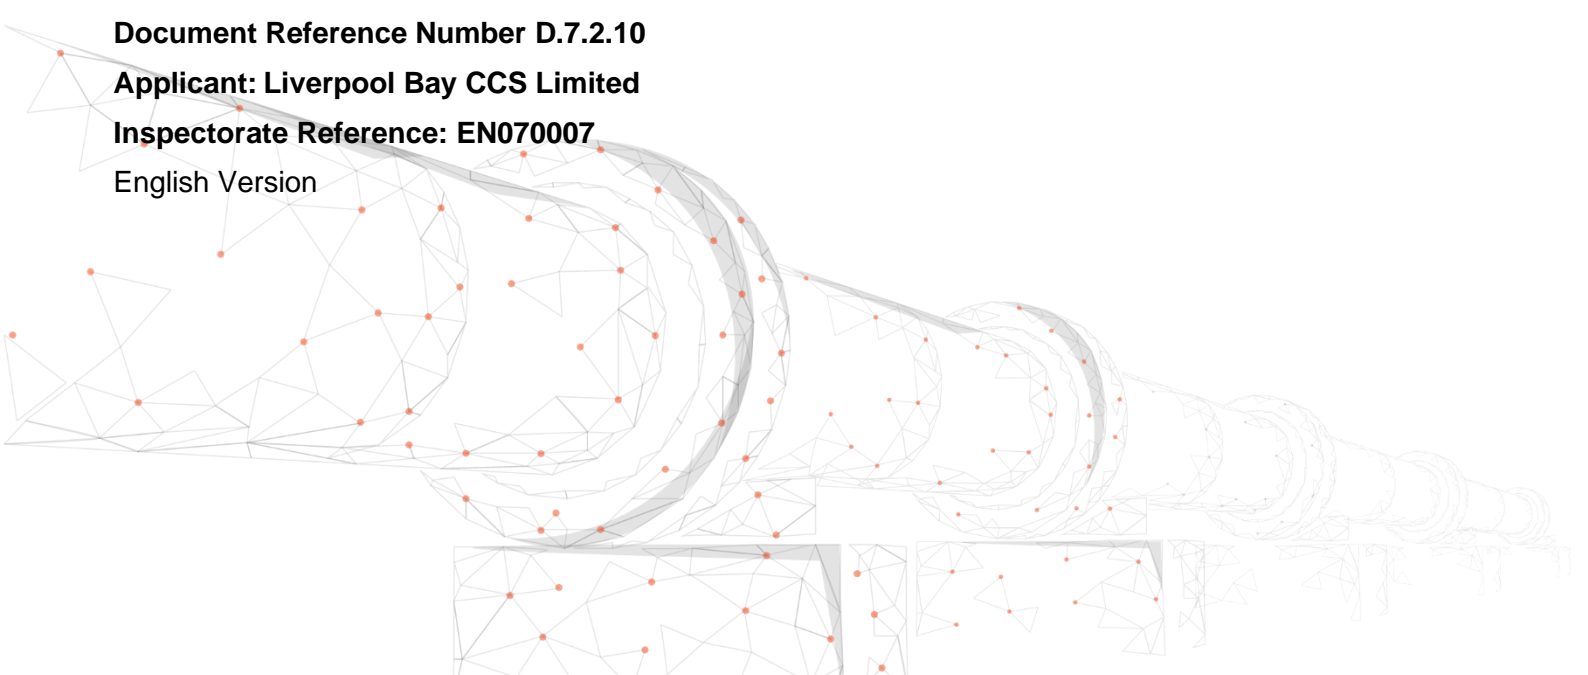 Document Reference Number D.7.2.10
Applicant: Liverpool Bay CCS Limited
Inspectorate Reference: EN070007
English Version